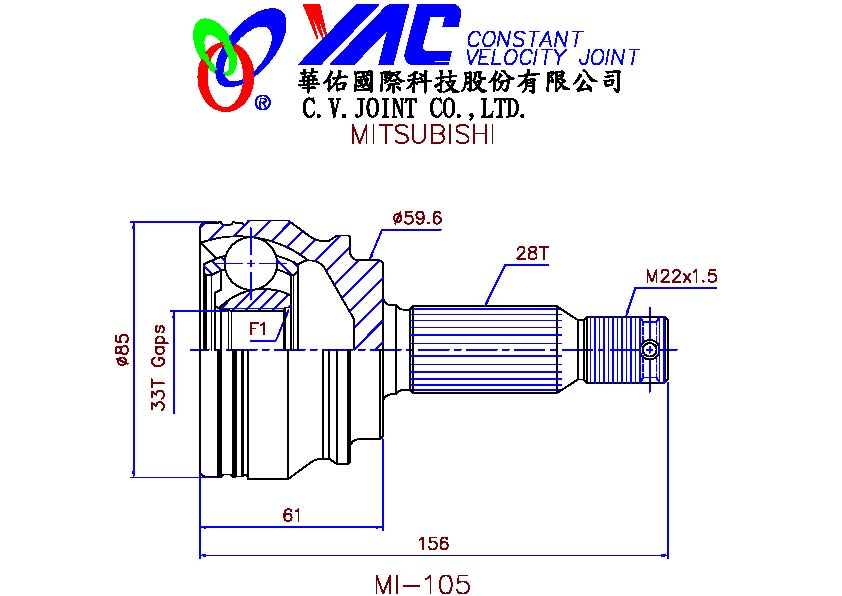 YAC CONSTANT
VELOCITY JOINT
華佑國際科技股份有限公司
®
C.V.JOINT CO.,LTD.
MITSUBISHI
ø59.6
28T
M22x1.5
F1
ø85
33T Gaps
61
156
MI-105